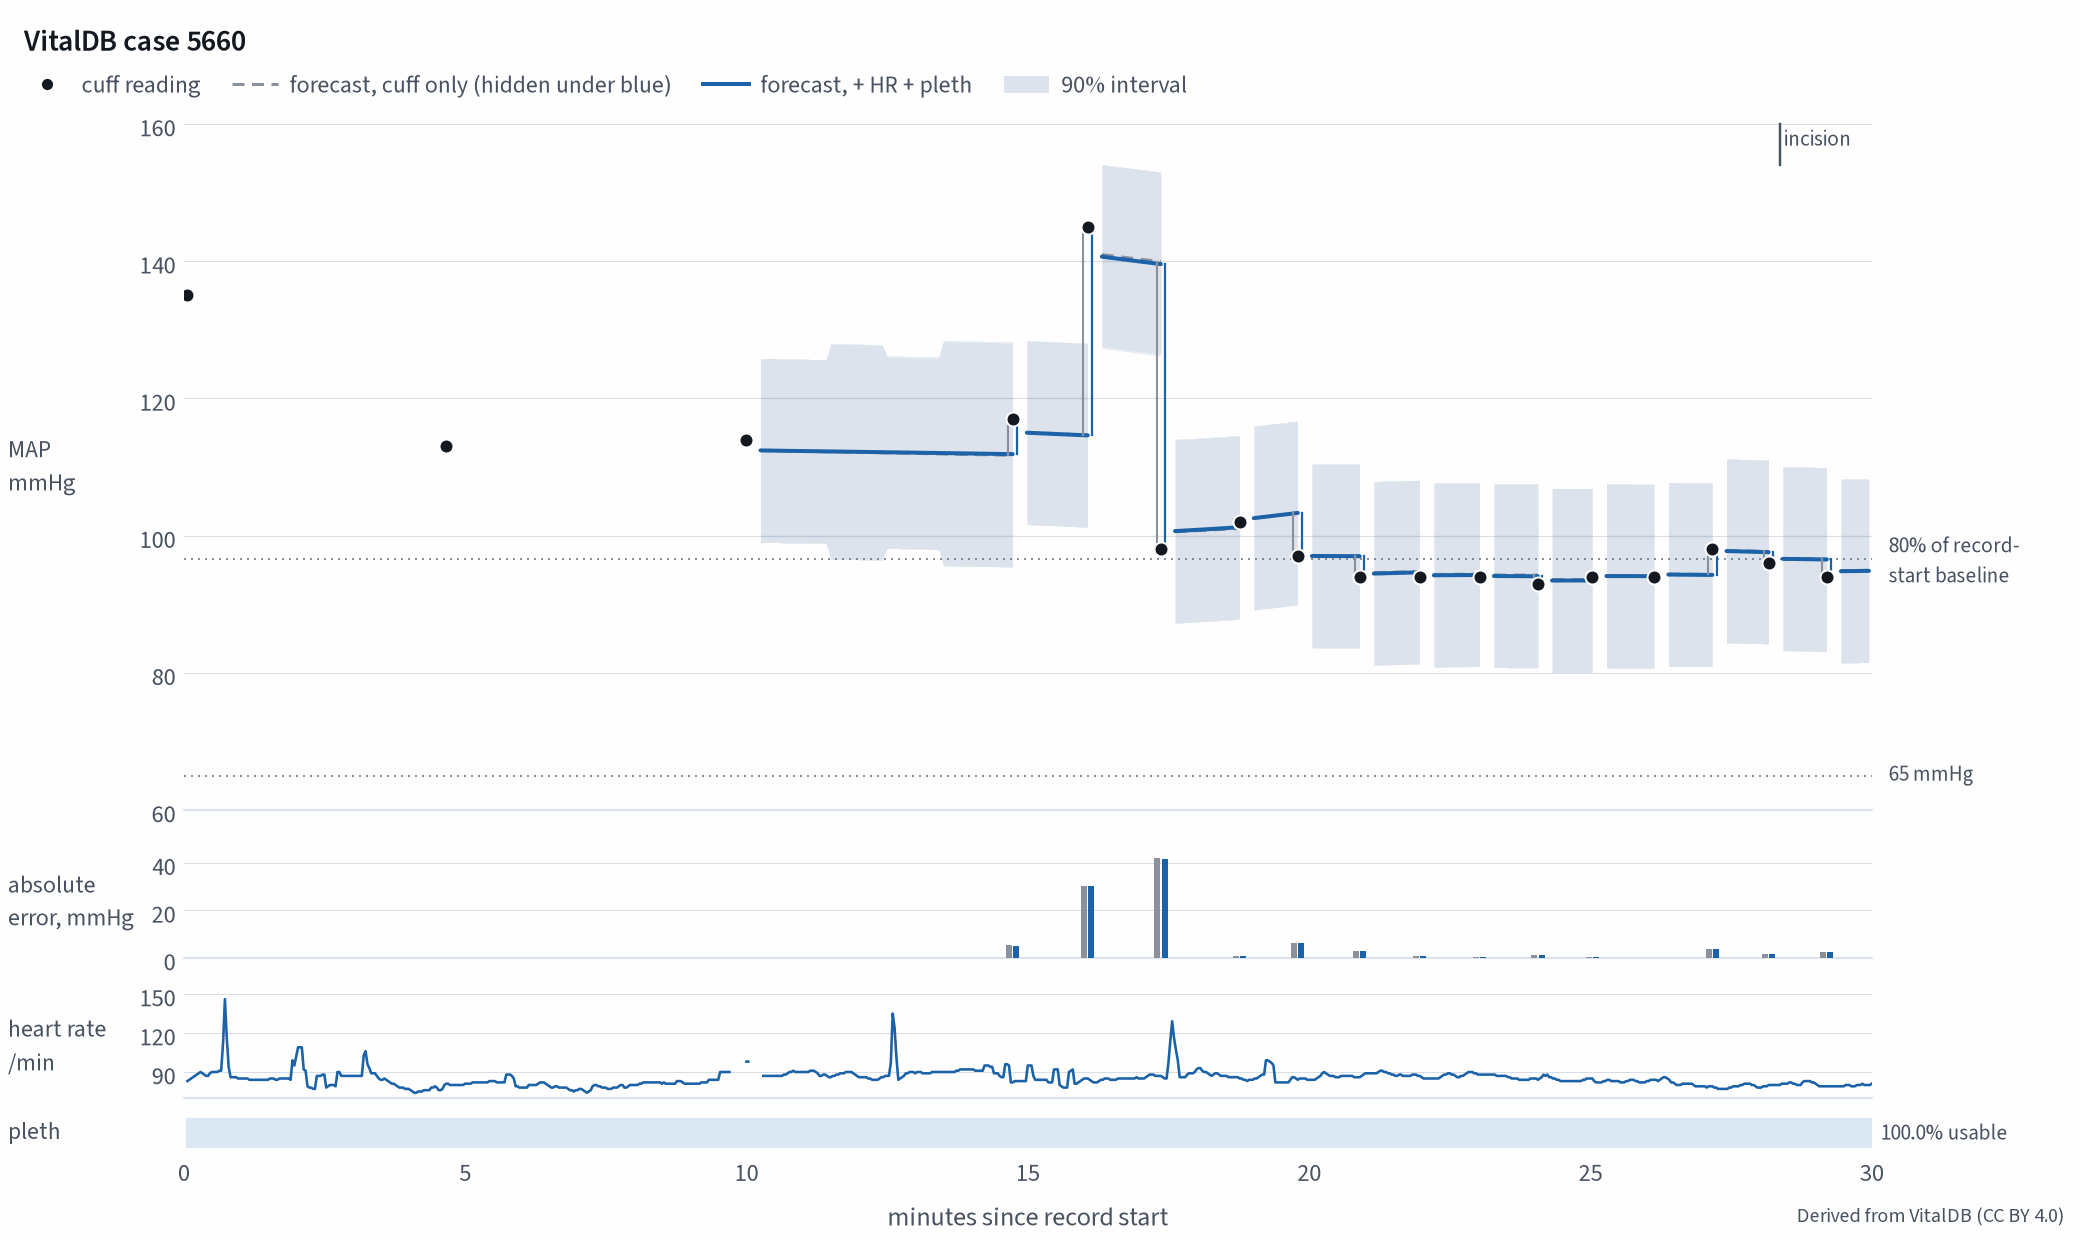 VitalDB case 5660
cuff reading
forecast, cuff only (hidden under blue)
forecast, + HR + pleth
90% interval
160
incision
140
120
MAP
mmHg
100
80% of record-
start baseline
80
65 mmHg
60
40
absolute
error, mmHg
20
0
150
heart rate
/min
120
90
pleth
100.0% usable
0
5
10
15
20
25
30
minutes since record start
Derived from VitalDB (CC BY 4.0)